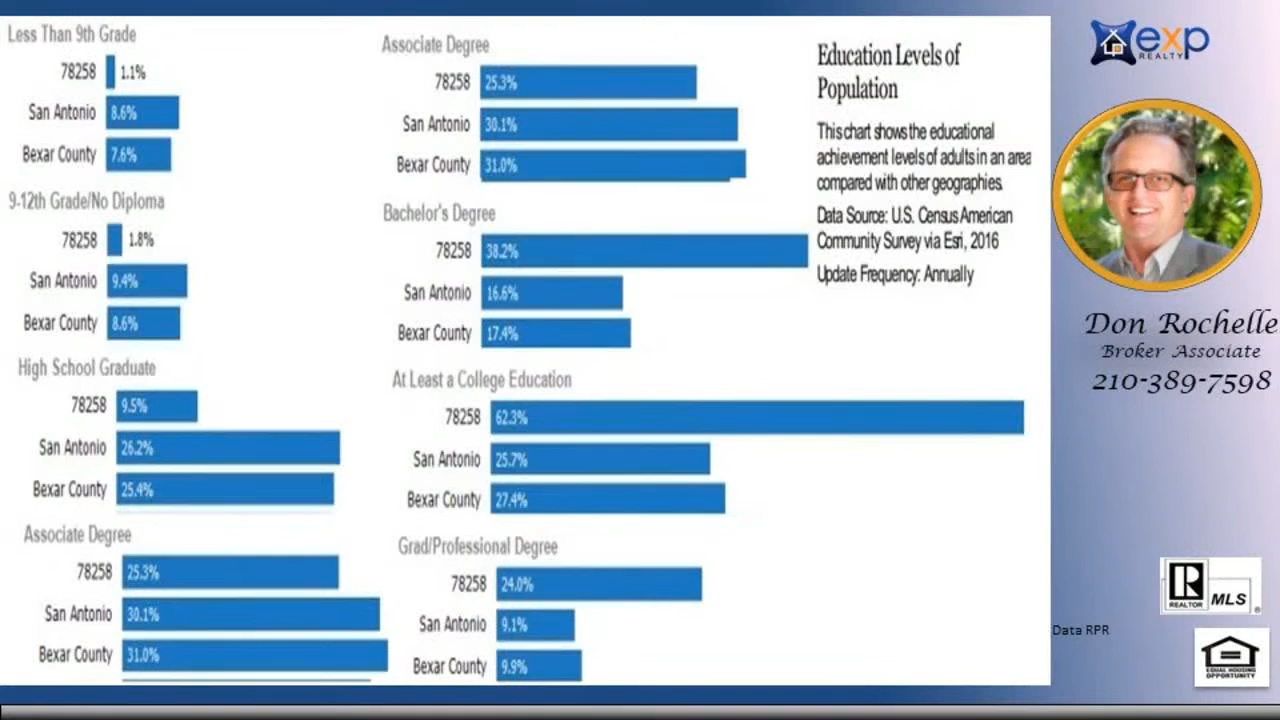 Less Than 9th Grade
78258 1.1%
San Antonio 8.6%
Bexar County 7.6%
9-12th Grade/No Diploma
78258 1.8%
San Antonio 9.4%
Bexar County 8.6%
High School Graduate
78258 9.5%
San Antonio 26.2%
Bexar County 25.4%
Associate Degree
78258 25.3%
San Antonio 30.1%
Bexar County 31.0%
Associate Degree
78258 25.3%
San Antonio 30.1%
Bexar County 31.0%
Bachelor's Degree
78258 38.2%
San Antonio 16.6%
Bexar County 17.4%
At Least a College Education
78258 62.3%
San Antonio 25.7%
Bexar County 27.4%
Grad/Professional Degree
78258 24.0%
San Antonio 9.1%
Bexar County 9.9%
Education Levels of
Population
This chart shows the educational
achievement levels of adults in an area
compared with other geographies.
Data Source: U.S. Census American
Community Survey via Esri, 2016
Update Frequency: Annually
exp
REALTY
Don Rochelle
Broker Associate
210-389-7598
R
REALTOR MLS ®
Data RPR
EQUAL HOUSING
OPPORTUNITY